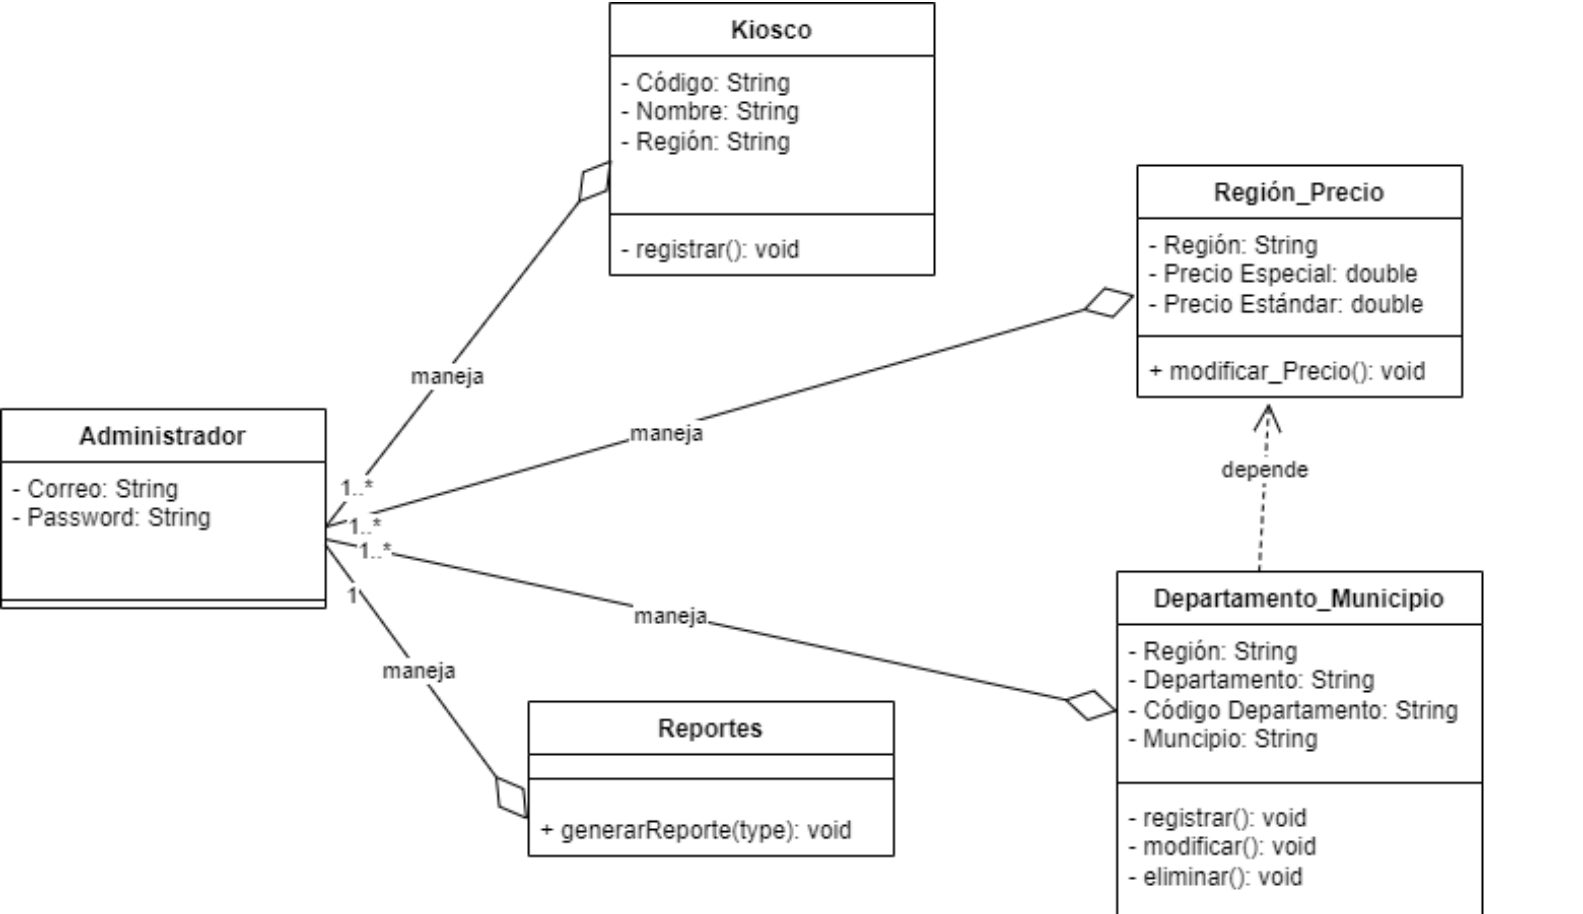 Kiosco
- Código: String
- Nombre: String
- Región: String
- registrar(): void
Región_Precio
- Región: String
- Precio Especial: double
- Precio Estándar: double
+ modificar_Precio(): void
maneja
maneja
Administrador
- Correo: String
- Password: String
1..*
1..*
1..*
1
depende
maneja
maneja
Departamento_Municipio
- Región: String
- Departamento: String
- Código Departamento: String
- Muncipio: String
- registrar(): void
- modificar(): void
- eliminar(): void
Reportes
+ generarReporte(type): void